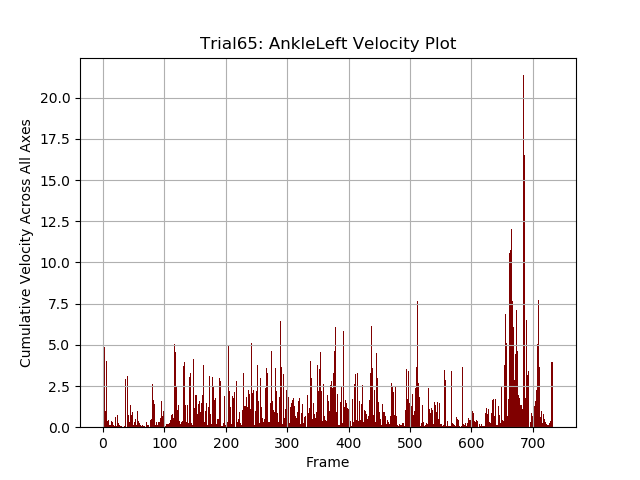 Trial65: AnkleLeft Velocity Plot
Cumulative Velocity Across All Axes
20.0
17.5
15.0
12.5
10.0
7.5
5.0
2.5
0.0
0 100 200 300 400 500 600 700
Frame